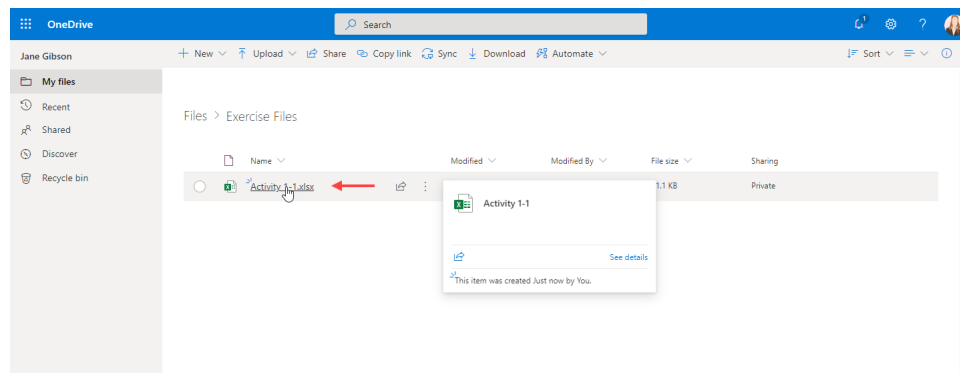 OneDrive
Search
1
?
Jane Gibson
+ New Upload Share Copy link Sync Download Automate
Sort
My files
Recent
Shared
Discover
Recycle bin
Files > Exercise Files
Name Modified Modified By File size Sharing
Activity 1-1.xlsx
1.1 KB Private
Activity 1-1
See details
This item was created Just now by You.